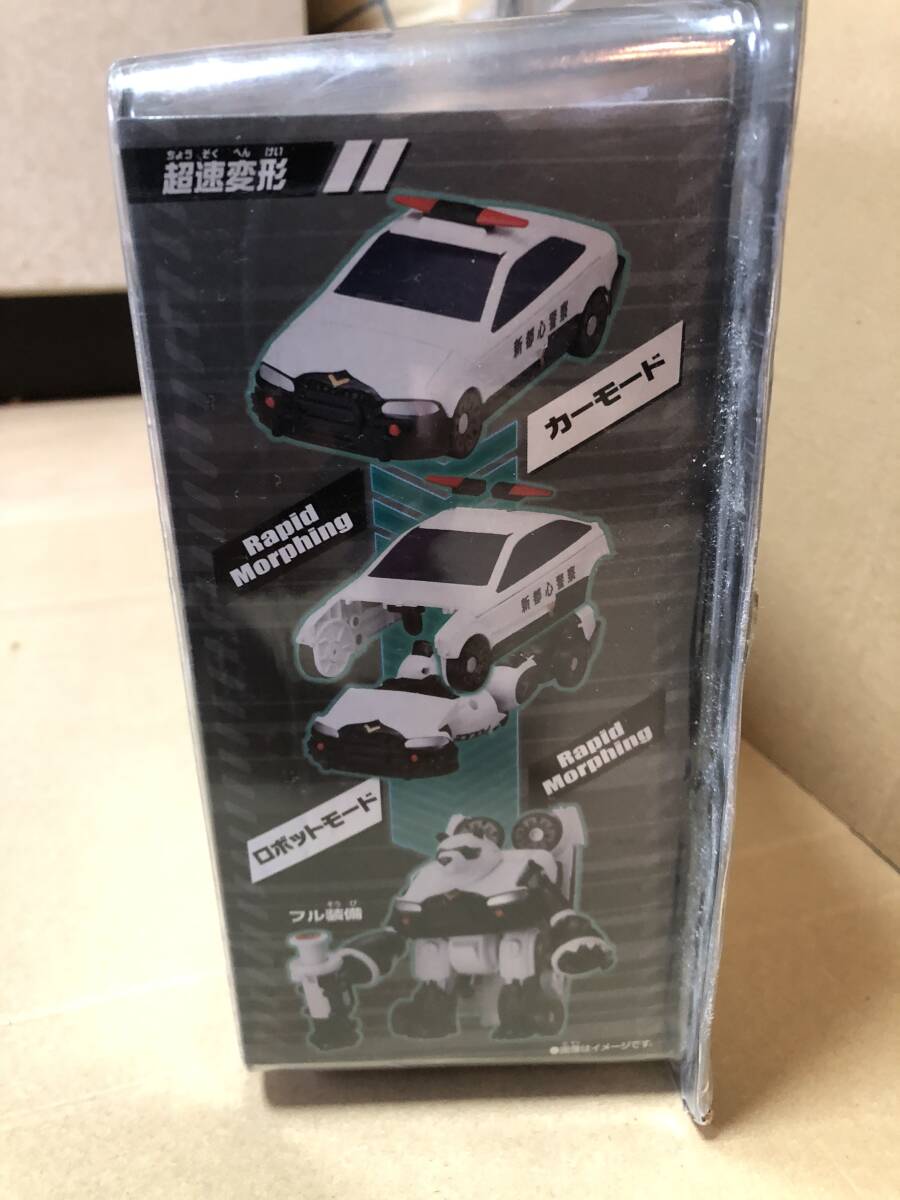 ちょう そく へん けい
超速変形
新都心警察
カーモード
Rapid
Morphing
新都心警察
Rapid
Morphing
ロボットモード
そう び
フル装備
●画像はイメージです。